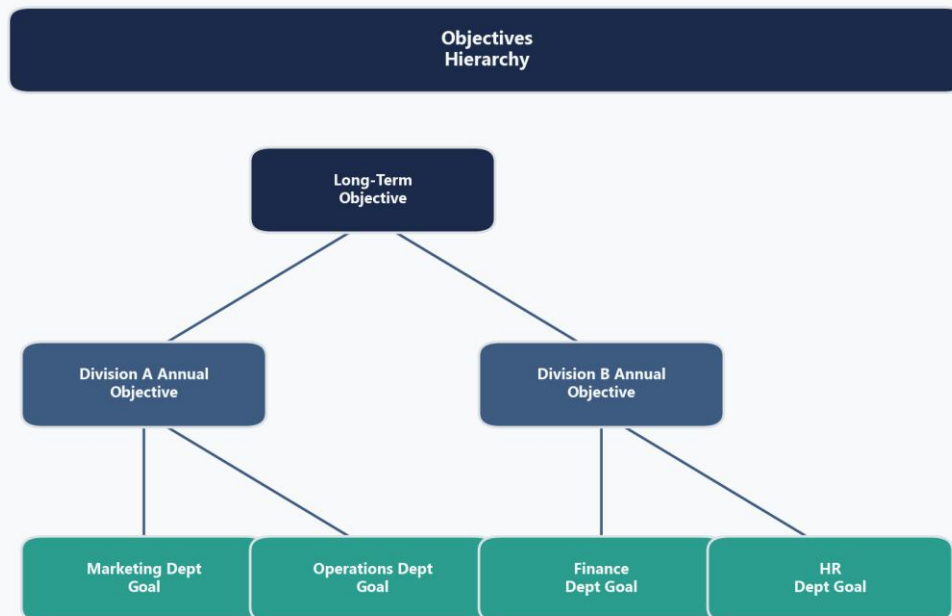 Objectives
Hierarchy
Long-Term
Objective
Division A Annual
Objective
Division B Annual
Objective
Marketing Dept
Goal
Operations Dept
Goal
Finance
Dept Goal
HR
Dept Goal